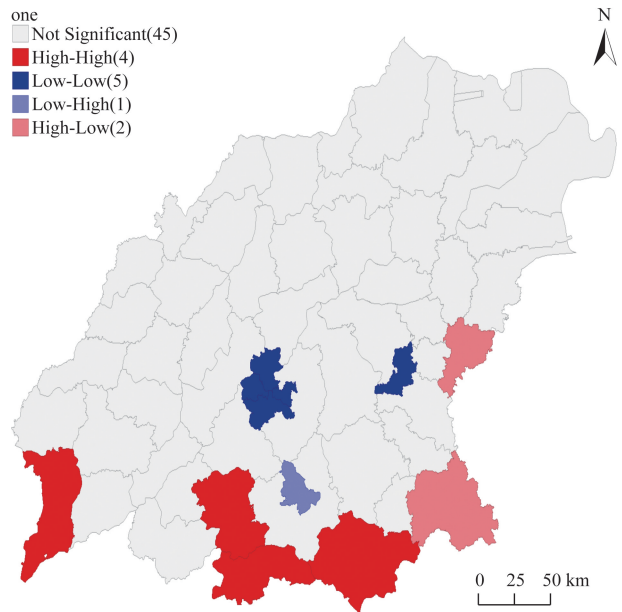 one
Not Significant(45)
High-High(4)
Low-Low(5)
Low-High(1)
High-Low(2)
N
0 25 50 km